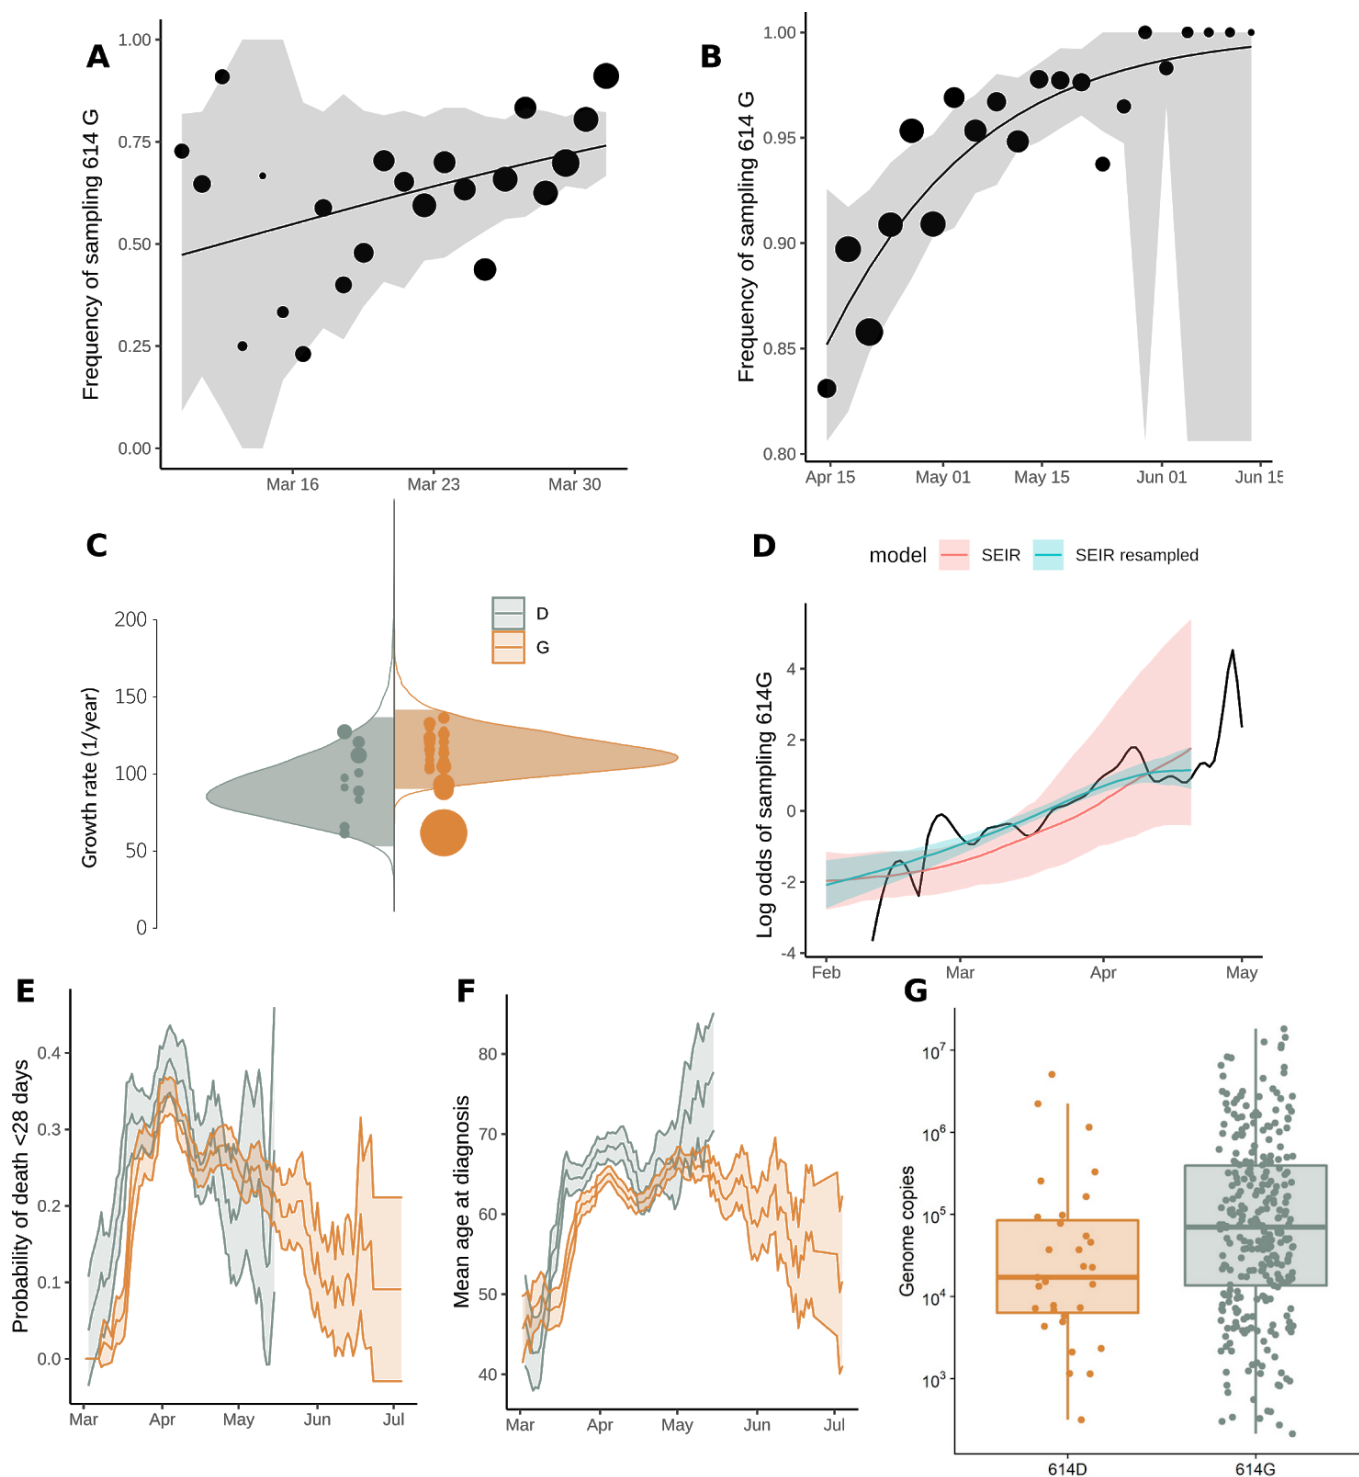 A
Frequency of sampling 614 G
1.00
0.75
0.50
0.25
0.00
Mar 16
Mar 23
Mar 30
B
Frequency of sampling 614 G
1.00
0.95
0.90
0.85
0.80
Apr 15
May 01
May 15
Jun 01
Jun 15
C
Growth rate (1/year)
200
150
100
50
0
D
G
D
model
SEIR
SEIR resampled
Log odds of sampling 614G
4
2
0
-2
-4
Feb
Mar
Apr
May
E
Probability of death <28 days
0.4
0.3
0.2
0.1
0.0
Mar
Apr
May
Jun
Jul
F
Mean age at diagnosis
80
70
60
50
40
Mar
Apr
May
Jun
Jul
G
Genome copies
10⁷
10⁶
10⁵
10⁴
10³
614D
614G